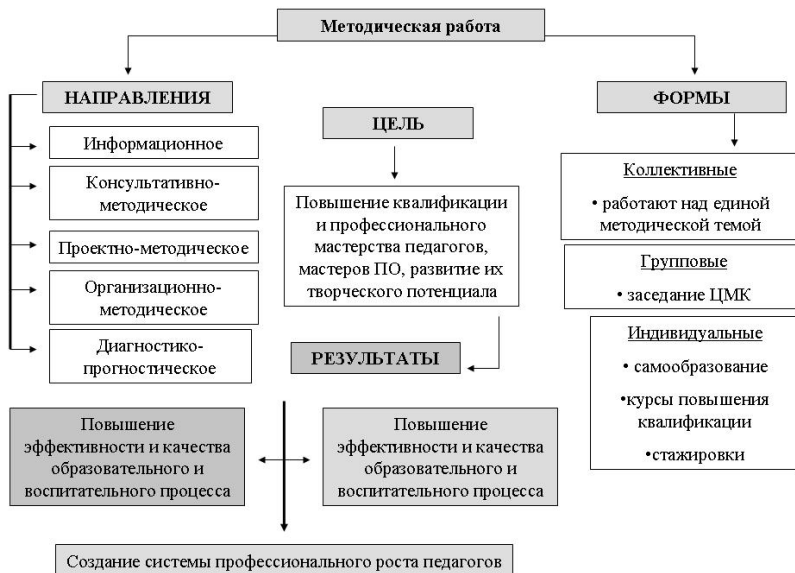 Методическая работа
НАПРАВЛЕНИЯ
Информационное
Консультативно-
методическое
Проектно-методическое
Организационно-
методическое
Диагностико-
прогностическое
ЦЕЛЬ
Повышение квалификации
и профессионального
мастерства педагогов,
мастеров ПО, развитие их
творческого потенциала
РЕЗУЛЬТАТЫ
ФОРМЫ
Коллективные
• работают над единой
методической темой
Групповые
• заседание ЦМК
Индивидуальные
• самообразование
•курсы повышения
квалификации
•стажировки
Повышение
эффективности и качества
образовательного и
воспитательного процесса
Повышение
эффективности и качества
образовательного и
воспитательного процесса
Создание системы профессионального роста педагогов